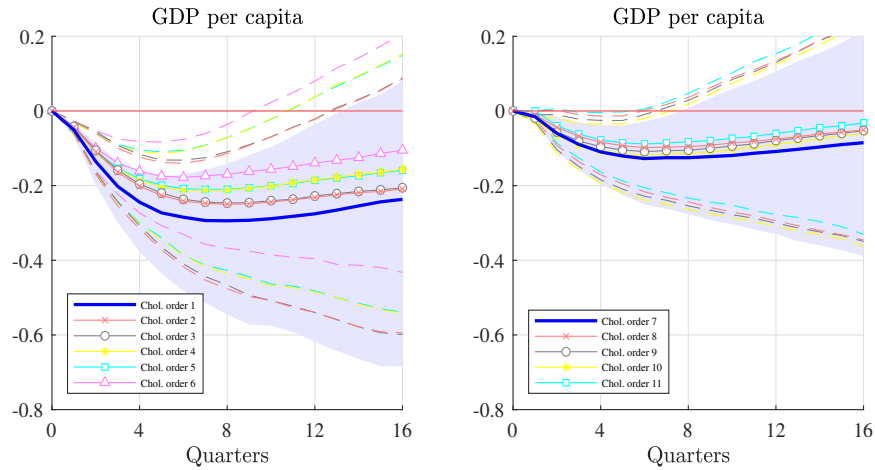 GDP per capita
0.2
0
-0.2
-0.4
-0.6
-0.8
Chol. order 1
Chol. order 2
Chol. order 3
Chol. order 4
Chol. order 5
Chol. order 6
0 4 8 12 16
Quarters
GDP per capita
0.2
0
-0.2
-0.4
-0.6
-0.8
Chol. order 7
Chol. order 8
Chol. order 9
Chol. order 10
Chol. order 11
0 4 8 12 16
Quarters